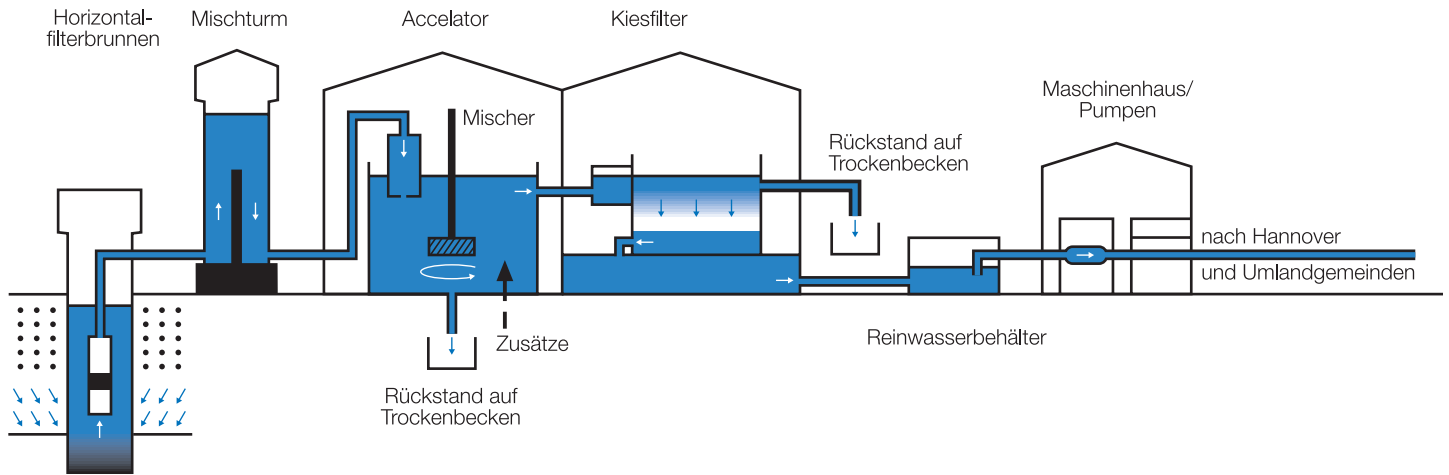 Horizontal-
filterbrunnen
Mischturm
Accelator
Kiesfilter
Maschinenhaus/
Pumpen
Mischer
Rückstand auf
Trockenbecken
nach Hannover
und Umlandgemeinden
Zusätze
Reinwasserbehälter
Rückstand auf
Trockenbecken